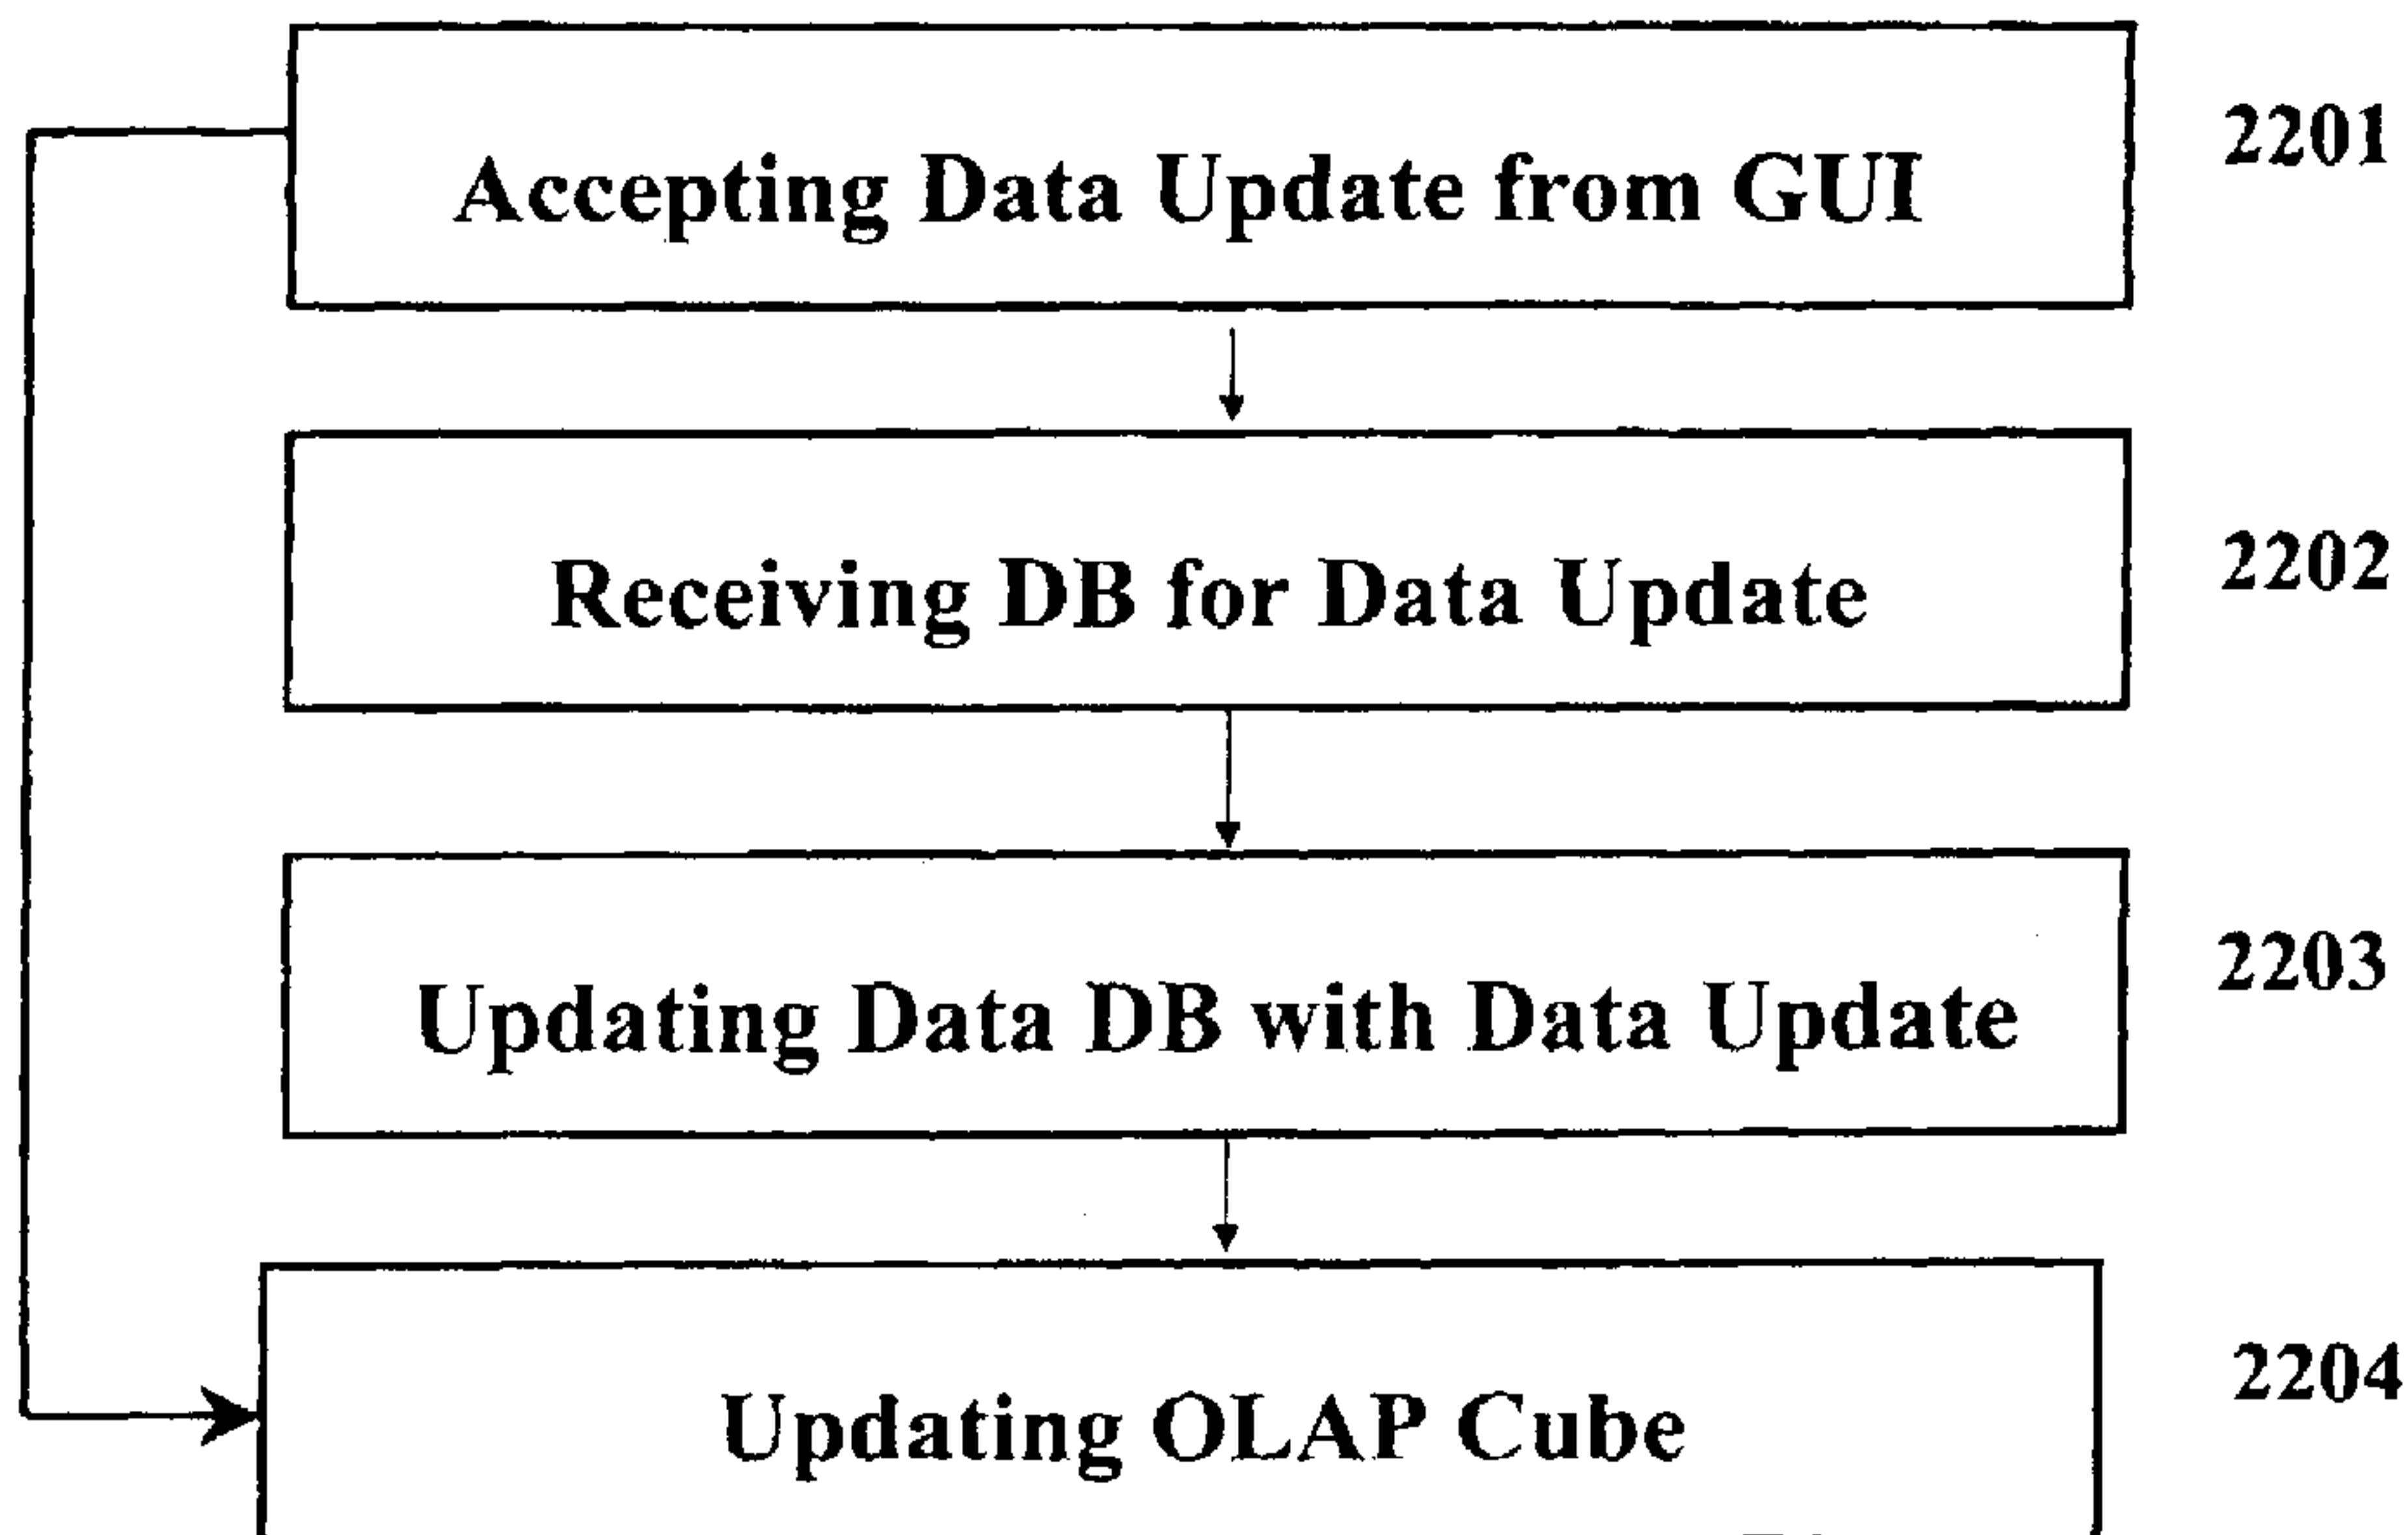 Accepting Data Update from GUI
2201
Receiving DB for Data Update
2202
Updating Data DB with Data Update
2203
Updating OLAP Cube
2204